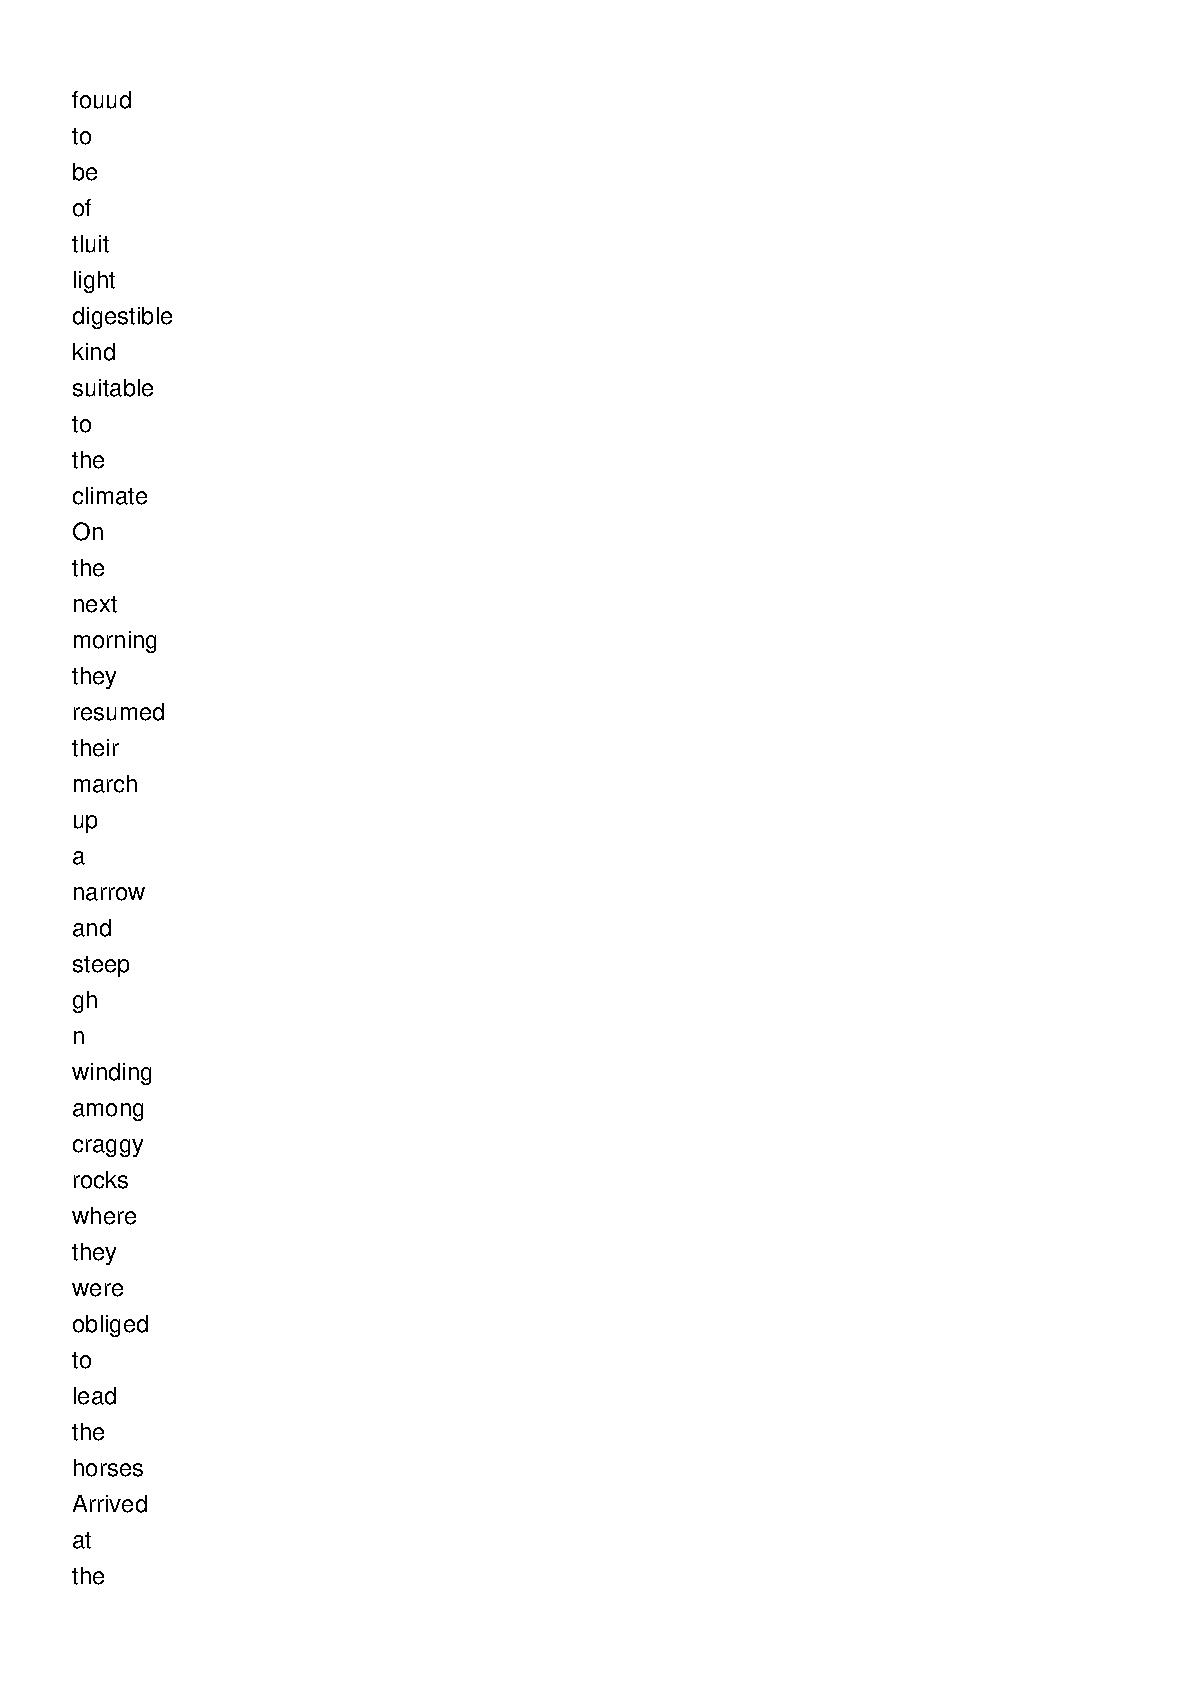 fouud
to
be
of
tluit
light
digestible
kind
suitable
to
the
climate
On
the
next
morning
they
resumed
their
march
up
a
narrow
and
steep
gh
n
winding
among
craggy
rocks
where
they
were
obliged
to
lead
the
horses
Arrived
at
the